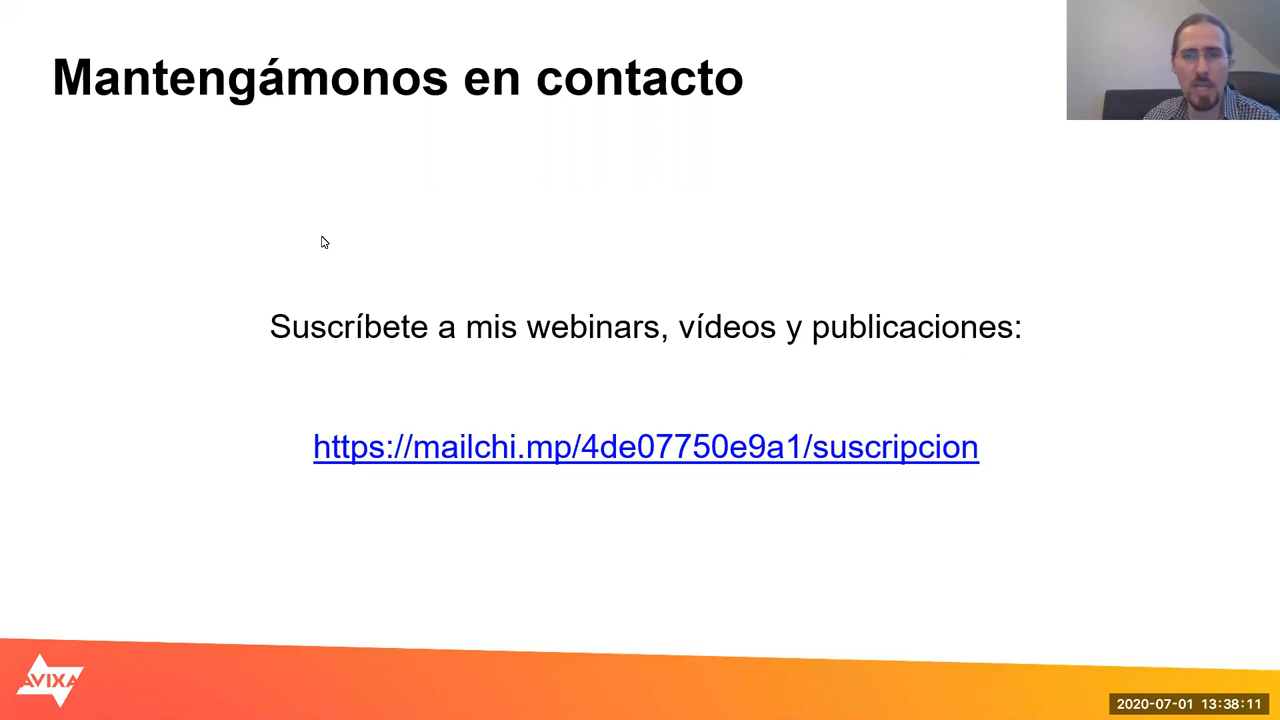 Mantengámonos en contacto
Suscríbete a mis webinars, vídeos y publicaciones:
https://mailchi.mp/4de07750e9a1/suscripcion
AVIXA
2020-07-01 13:38:11